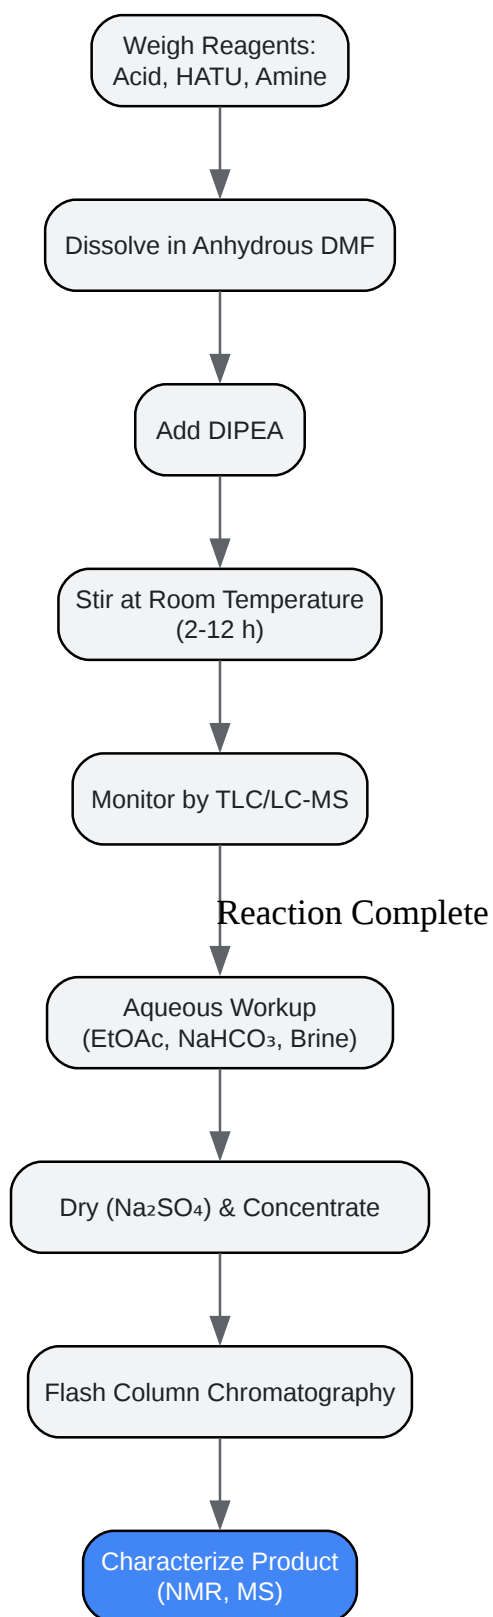 Weigh Reagents:
Acid, HATU, Amine
Dissolve in Anhydrous DMF
Add DIPEA
Stir at Room Temperature
(2-12 h)
Monitor by TLC/LC-MS
Reaction Complete
Aqueous Workup
(EtOAc, NaHCO₃, Brine)
Dry (Na₂SO₄) & Concentrate
Flash Column Chromatography
Characterize Product
(NMR, MS)